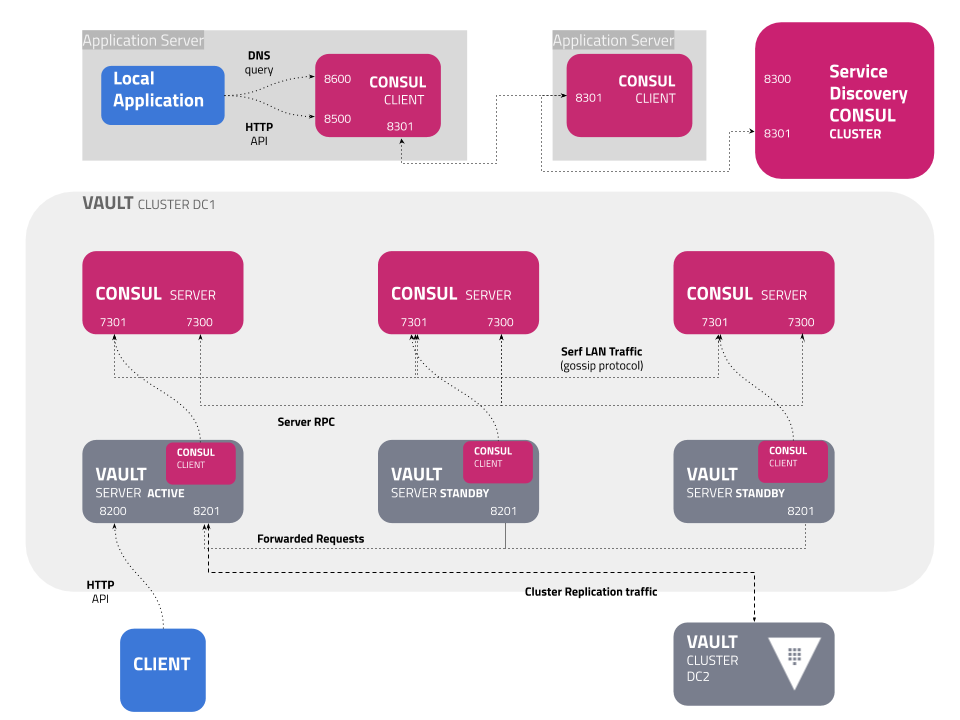 Application Server
DNS
query
Local
Application
HTTP
API
8600
CONSUL
CLIENT
8500
8301
Application Server
CONSUL
8301
CLIENT
8300
Service
Discovery
CONSUL
8301
CLUSTER
VAULT CLUSTER DC1
CONSUL SERVER
7301 7300
CONSUL SERVER
7301 7300
CONSUL SERVER
7301 7300
Serf LAN Traffic
(gossip protocol)
Server RPC
CONSUL
CLIENT
VAULT
SERVER ACTIVE
8200 8201
CONSUL
CLIENT
VAULT
SERVER STANDBY
8201
CONSUL
CLIENT
VAULT
SERVER STANDBY
8201
Forwarded Requests
HTTP
API
Cluster Replication traffic
CLIENT
VAULT
CLUSTER
DC2